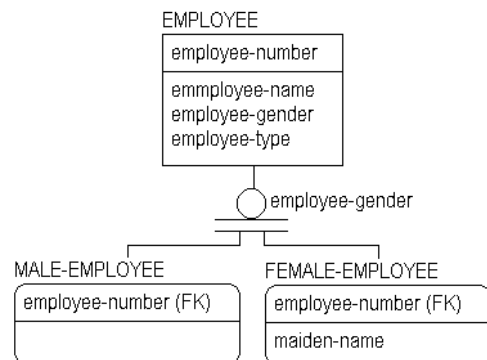 EMPLOYEE
employee-number
emmployee-name
employee-gender
employee-type
employee-gender
MALE-EMPLOYEE
employee-number (FK)
FEMALE-EMPLOYEE
employee-number (FK)
maiden-name